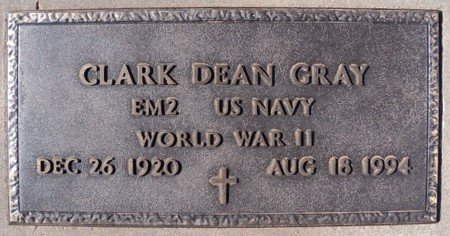 CLARK DEAN GRAY
EM2 US NAVY
WORLD WAR II
DEC 26 1920 AUG 18 1994